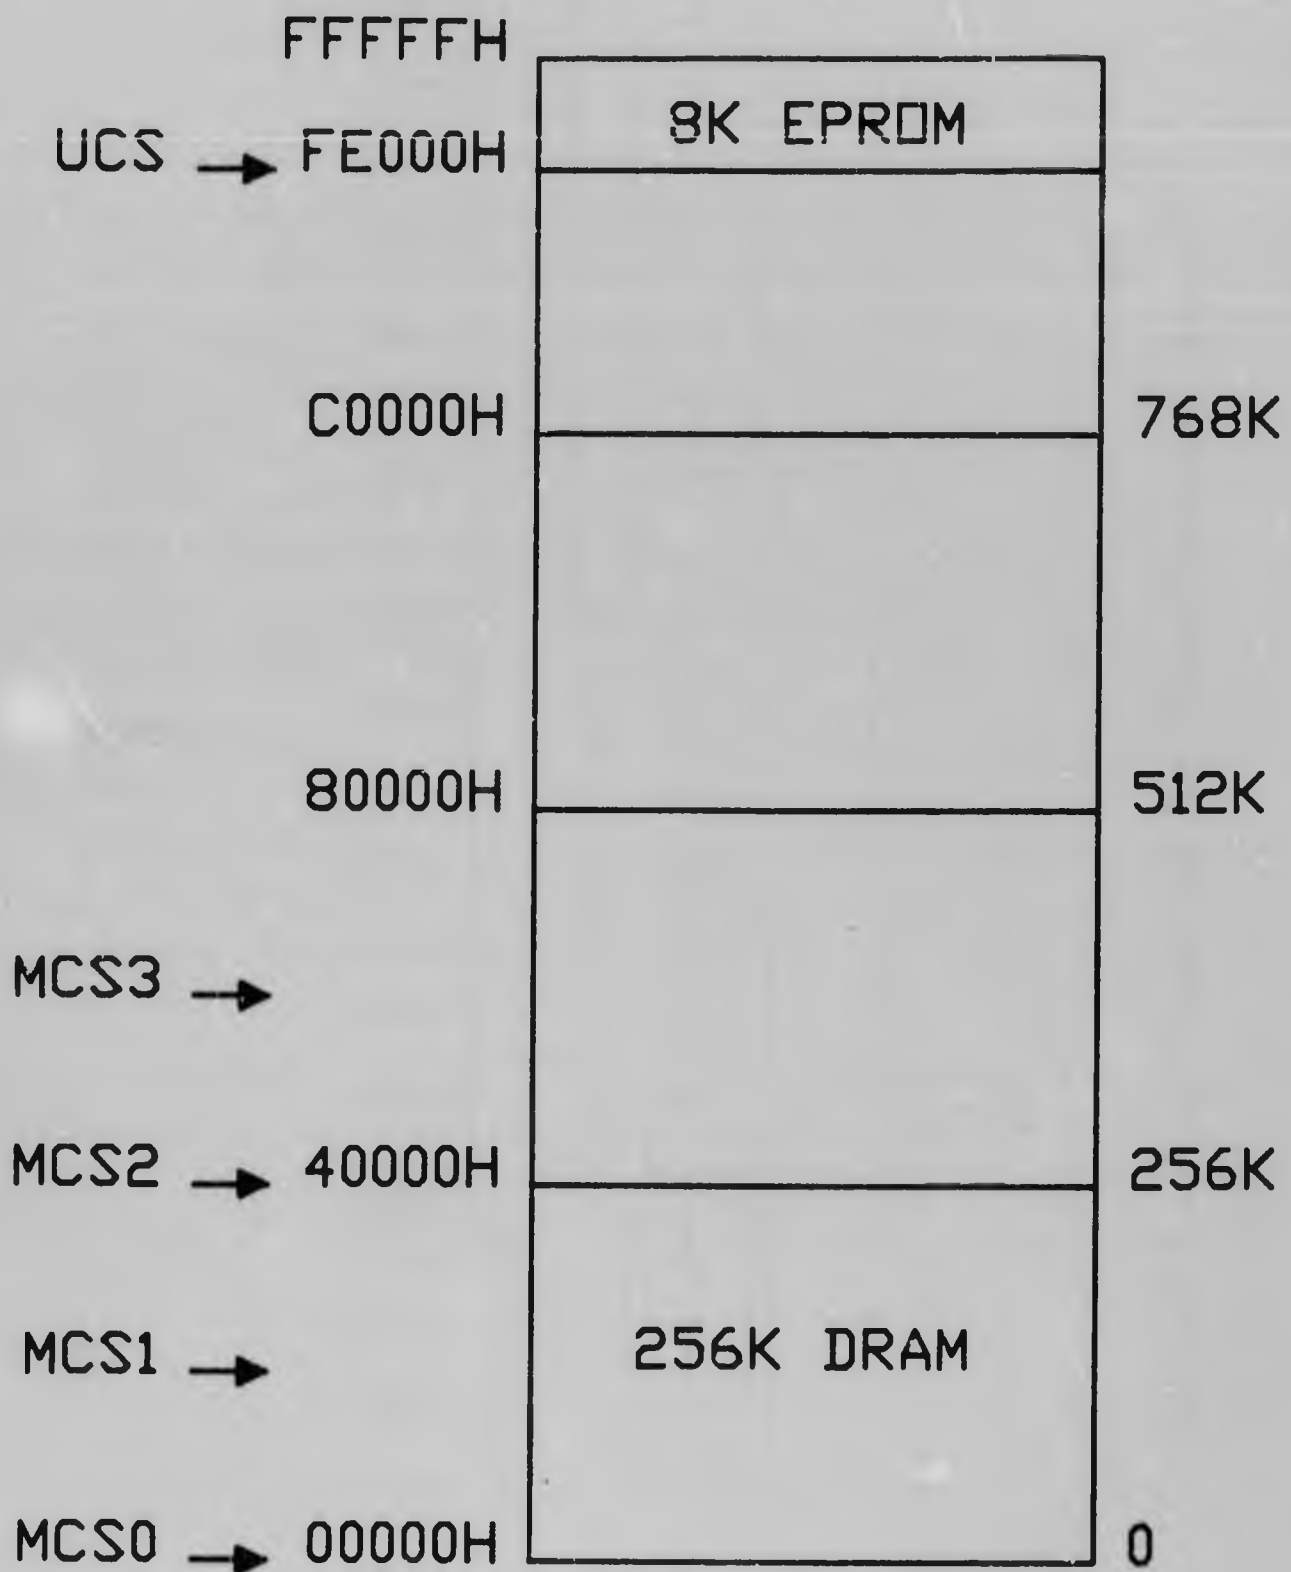 FFFFFH
8K EPROM
UCS → FE000H
C0000H 768K
80000H 512K
MCS3 →
MCS2 → 40000H 256K
MCS1 →
256K DRAM
MCS0 → 00000H 0